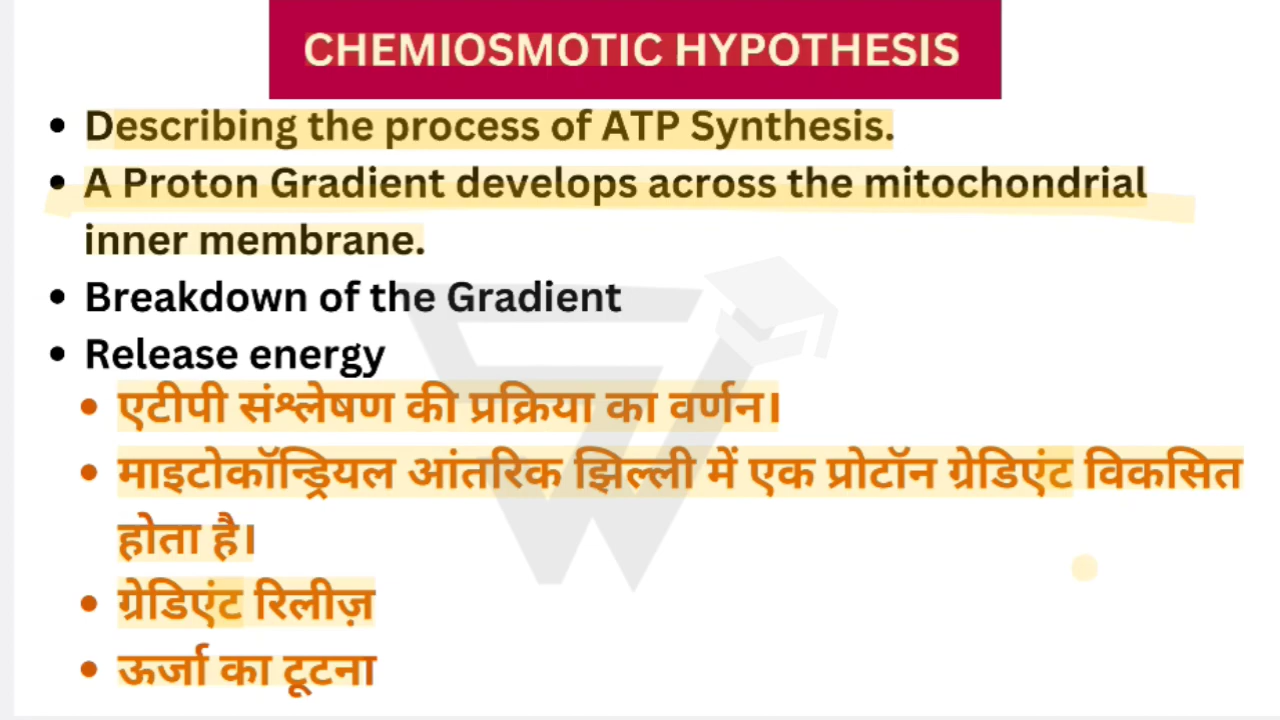 CHEMIOSMOTIC HYPOTHESIS
• Describing the process of ATP Synthesis.
• A Proton Gradient develops across the mitochondrial
inner membrane.
• Breakdown of the Gradient
• Release energy
• एटीपी संश्लेषण की प्रक्रिया का वर्णन।
• माइटोकॉन्ड्रियल आंतरिक झिल्ली में एक प्रोटॉन ग्रेडिएंट विकसित
होता है।
• ग्रेडिएंट रिलीज़
• ऊर्जा का टूटना